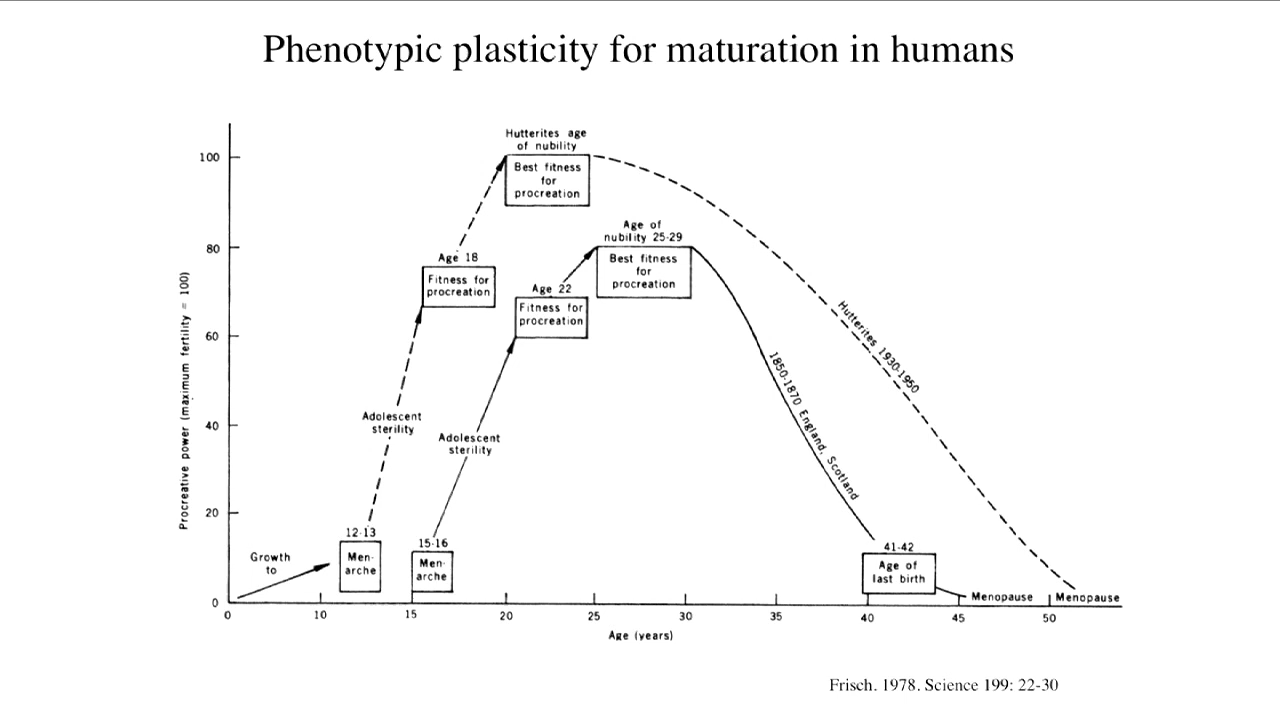 Phenotypic plasticity for maturation in humans
Hutterites age
of nubility
100
Best fitness
for
procreation
Age of
nubility 25-29
80
Age 18
Best fitness
for
procreation
Fitness for
procreation
Age 22
Fitness for
procreation
60
Hutterites 1930-1950
1850-1870 England, Scotland
Procreative power (maximum fertility = 100)
40
Adolescent
sterility
Adolescent
sterility
20
12-13
15-16
41-42
Growth
to
Men-
arche
Men-
arche
Age of
last birth
Menopause
Menopause
0
0
10
15
20
25
30
35
40
45
50
Age (years)
Frisch. 1978. Science 199: 22-30